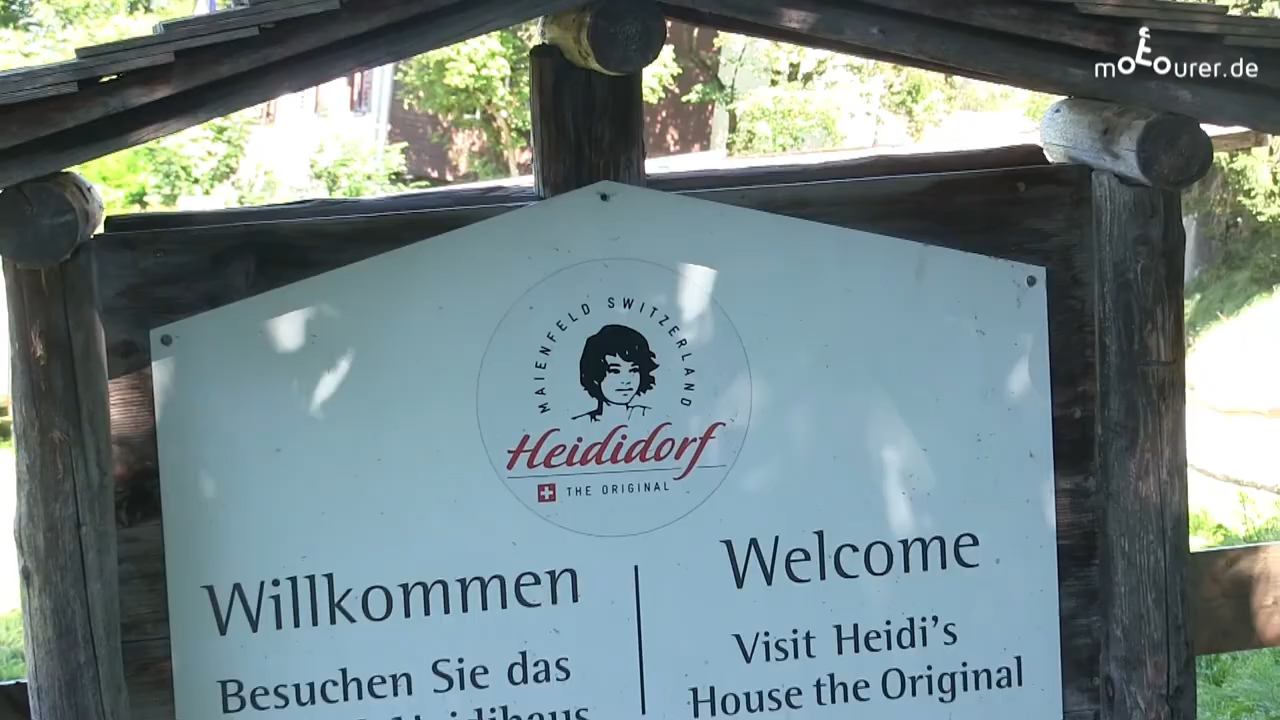 moTourer.de
MAIENFELD SWITZERLAND
Heididorf
THE ORIGINAL
Willkommen
Besuchen Sie das
Welcome
Visit Heidi's
House the Original